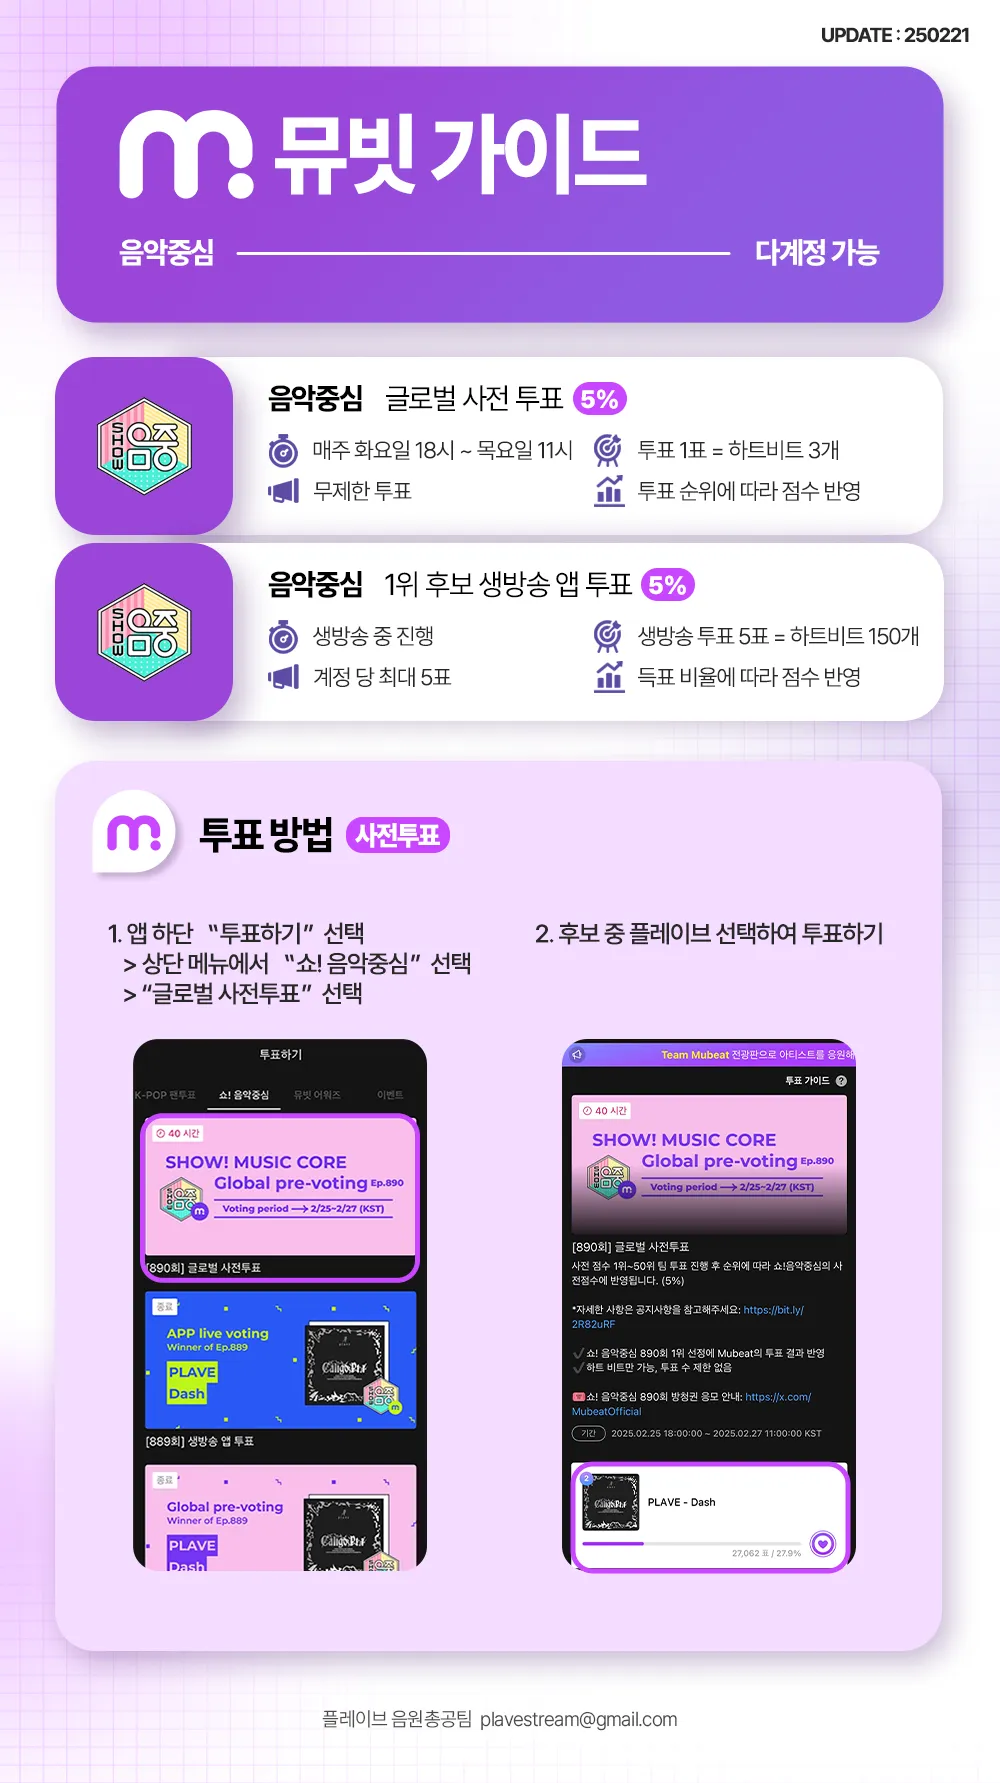 UPDATE : 250221
m. 뮤빗 가이드
음악중심 다계정 가능
SHOW 음중
음악중심 글로벌 사전 투표 5%
매주 화요일 18시 ~ 목요일 11시
투표 1표 = 하트비트 3개
무제한 투표
투표 순위에 따라 점수 반영
SHOW 음중
음악중심 1위 후보 생방송 앱 투표 5%
생방송 중 진행
생방송 투표 5표 = 하트비트 150개
계정 당 최대 5표
득표 비율에 따라 점수 반영
m. 투표 방법 사전투표
1. 앱 하단 “투표하기” 선택
> 상단 메뉴에서 “쇼! 음악중심” 선택
> “글로벌 사전투표” 선택
투표하기
K-POP 팬투표 쇼! 음악중심 뮤빗 어워즈 이벤트
40 시간
SHOW! MUSIC CORE
Global pre-voting Ep.890
SHOW 음중 m
Voting period → 2/25~2/27 (KST)
[890회] 글로벌 사전투표
종료
APP live voting
Winner of Ep.889
PLAVE
Dash
PLAVE
Caligo Pt.1
음중 m
[889회] 생방송 앱 투표
종료
Global pre-voting
Winner of Ep.889
PLAVE
Dash
Caligo Pt.1
2. 후보 중 플레이브 선택하여 투표하기
Team Mubeat 전광판으로 아티스트를 응원해
투표 가이드 ?
40 시간
SHOW! MUSIC CORE
Global pre-voting Ep.890
SHOW 음중 m
Voting period → 2/25~2/27 (KST)
[890회] 글로벌 사전투표
사전 점수 1위~50위 팀 투표 진행 후 순위에 따라 쇼!음악중심의 사
전점수에 반영됩니다. (5%)
*자세한 사항은 공지사항을 참고해주세요: https://bit.ly/
2R82uRF
✓ 쇼! 음악중심 890회 1위 선정에 Mubeat의 투표 결과 반영
✓ 하트 비트만 가능, 투표 수 제한 없음
쇼! 음악중심 890회 방청권 응모 안내: https://x.com/
MubeatOfficial
기간 2025.02.25 18:00:00 ~ 2025.02.27 11:00:00 KST
2
Caligo Pt.1
PLAVE - Dash
27,062 표 / 27.9%
플레이브 음원총공팀 plavestream@gmail.com